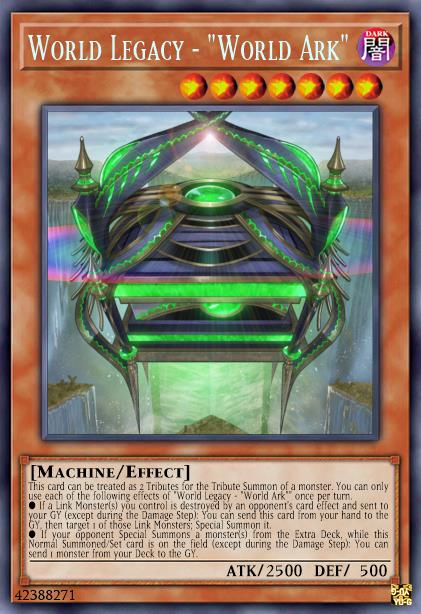 World Legacy - "World Ark"
DARK
闇
[Machine/Effect]
This card can be treated as 2 Tributes for the Tribute Summon of a monster. You can only
use each of the following effects of "World Legacy - "World Ark"" once per turn.
● If a Link Monster(s) you control is destroyed by an opponent's card effect and sent to
your GY (except during the Damage Step): You can send this card from your hand to the
GY, then target 1 of those Link Monsters; Special Summon it.
● If your opponent Special Summons a monster(s) from the Extra Deck, while this
Normal Summoned/Set card is on the field (except during the Damage Step): You can
send 1 monster from your Deck to the GY.
ATK/2500 DEF/ 500
42388271